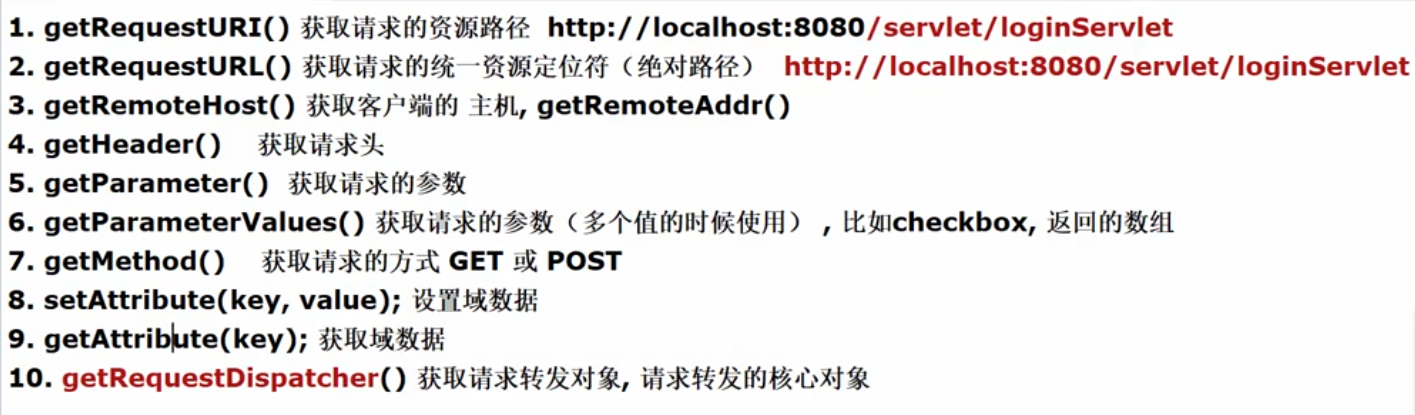 1. getRequestURI() 获取请求的资源路径 http://localhost:8080/servlet/loginServlet
2. getRequestURL() 获取请求的统一资源定位符（绝对路径） http://localhost:8080/servlet/loginServlet
3. getRemoteHost() 获取客户端的 主机, getRemoteAddr()
4. getHeader() 获取请求头
5. getParameter() 获取请求的参数
6. getParameterValues() 获取请求的参数（多个值的时候使用） , 比如checkbox, 返回的数组
7. getMethod() 获取请求的方式 GET 或 POST
8. setAttribute(key, value); 设置域数据
9. getAttribute(key); 获取域数据
10. getRequestDispatcher() 获取请求转发对象, 请求转发的核心对象